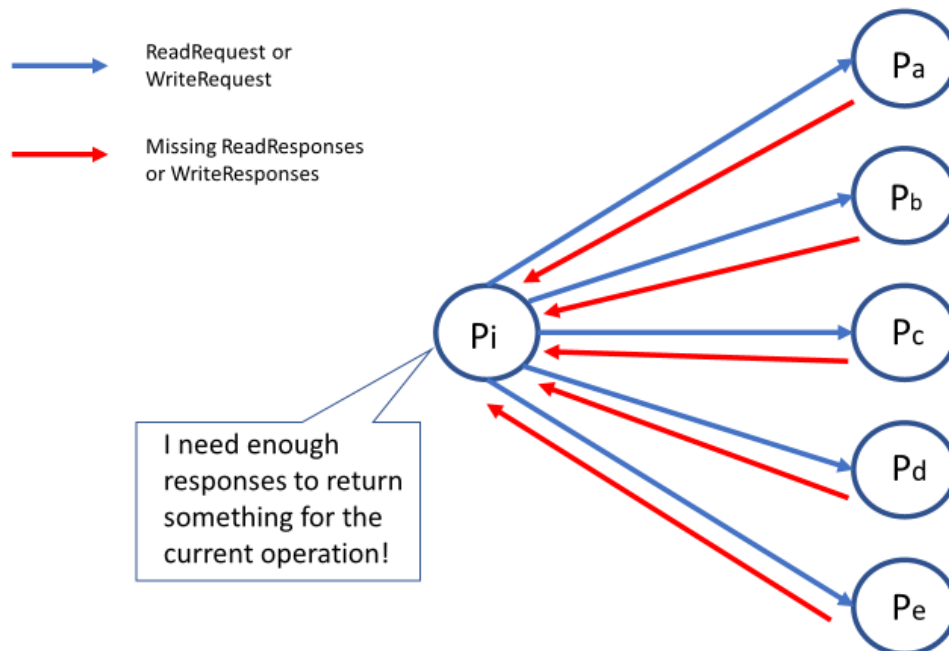 ReadRequest or
WriteRequest
Missing ReadResponses
or WriteResponses
Pa
Pb
Pi
Pc
I need enough
responses to return
something for the
current operation!
Pd
Pe